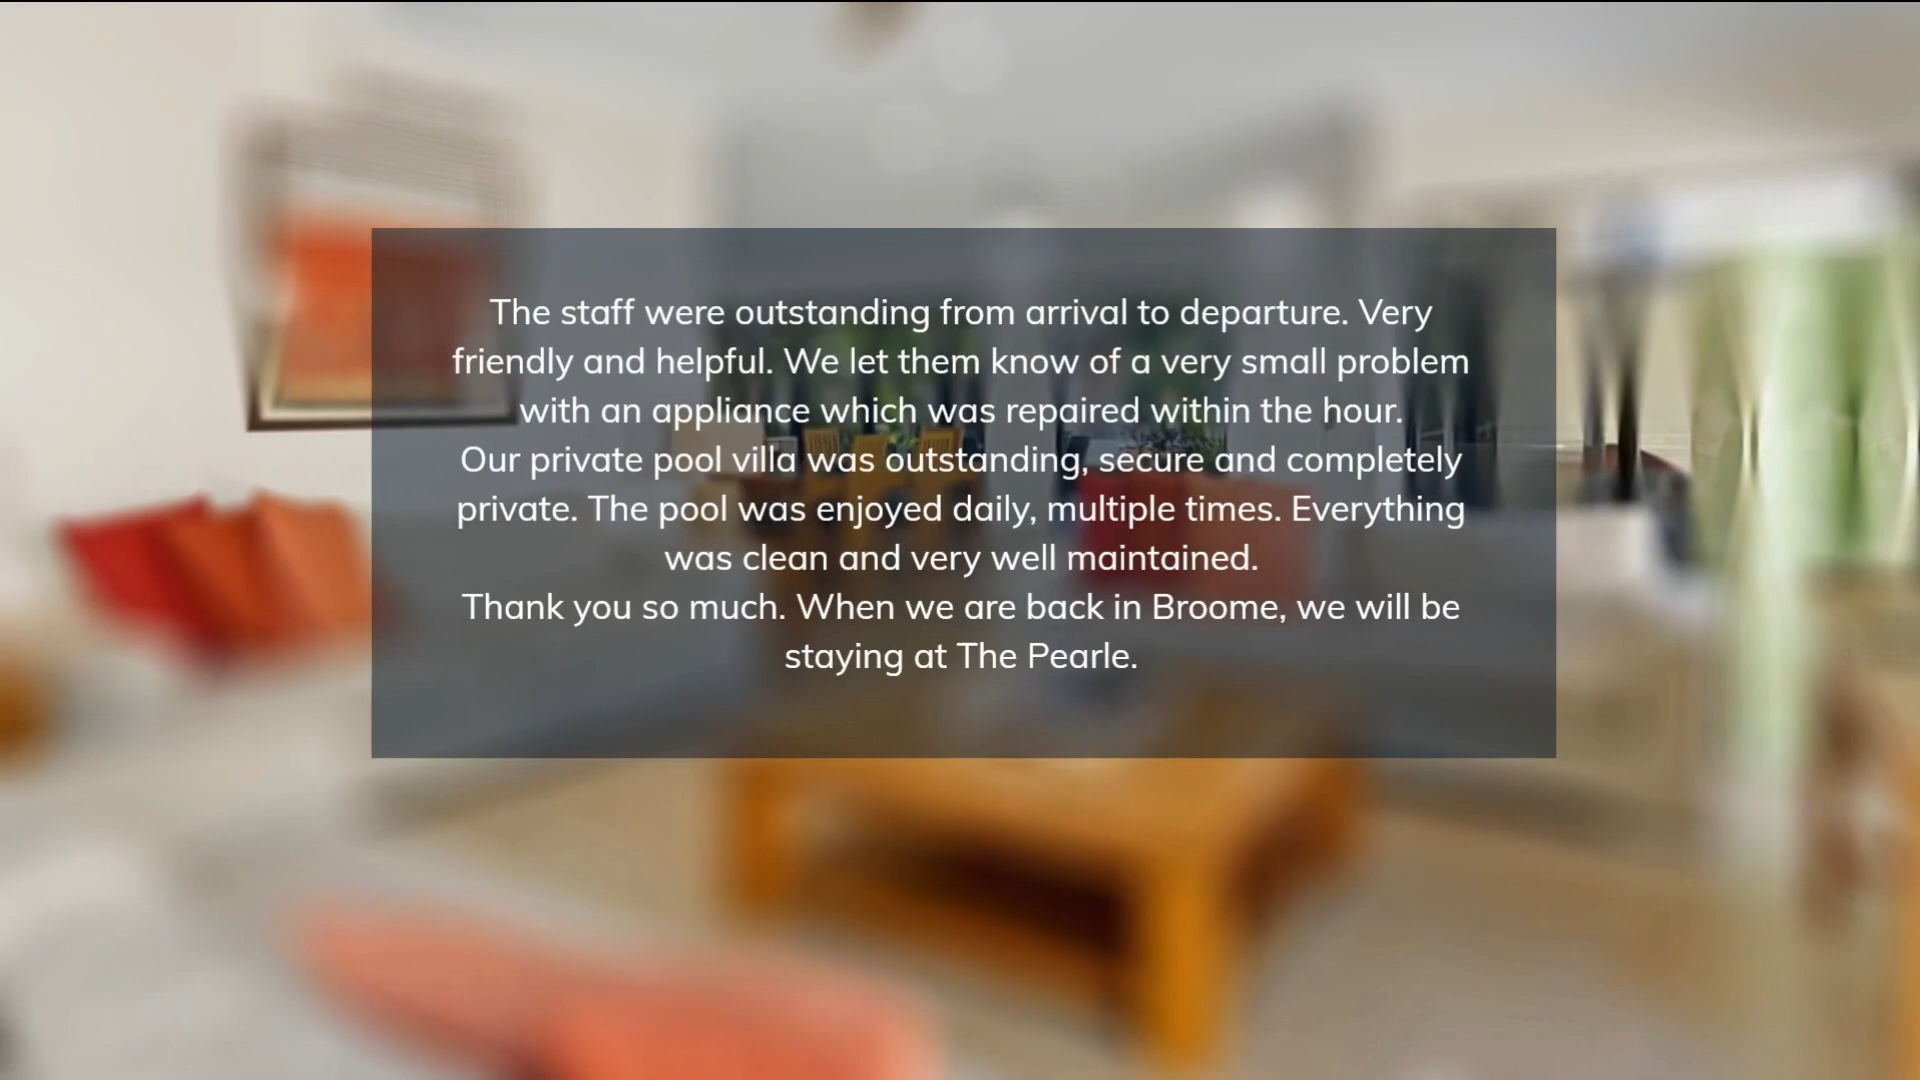 The staff were outstanding from arrival to departure. Very
friendly and helpful. We let them know of a very small problem
with an appliance which was repaired within the hour.
Our private pool villa was outstanding, secure and completely
private. The pool was enjoyed daily, multiple times. Everything
was clean and very well maintained.
Thank you so much. When we are back in Broome, we will be
staying at The Pearle.